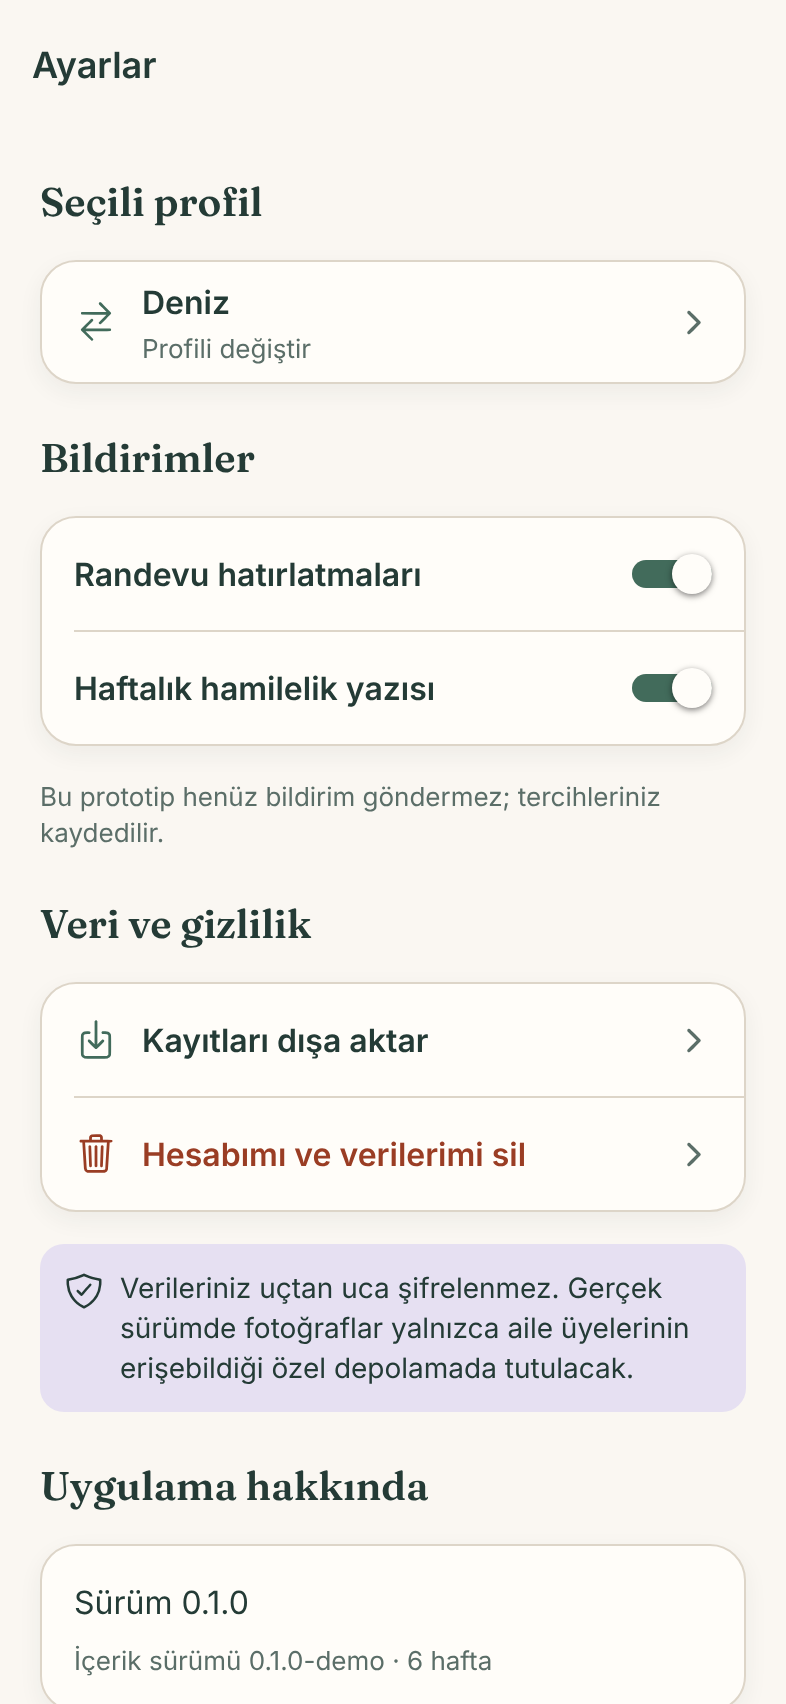 Ayarlar
Seçili profil
Deniz
Profili değiştir
Bildirimler
Randevu hatırlatmaları
Haftalık hamilelik yazısı
Bu prototip henüz bildirim göndermez; tercihleriniz
kaydedilir.
Veri ve gizlilik
Kayıtları dışa aktar
Hesabımı ve verilerimi sil
Verileriniz uçtan uca şifrelenmez. Gerçek
sürümde fotoğraflar yalnızca aile üyelerinin
erişebildiği özel depolamada tutulacak.
Uygulama hakkında
Sürüm 0.1.0
İçerik sürümü 0.1.0-demo · 6 hafta